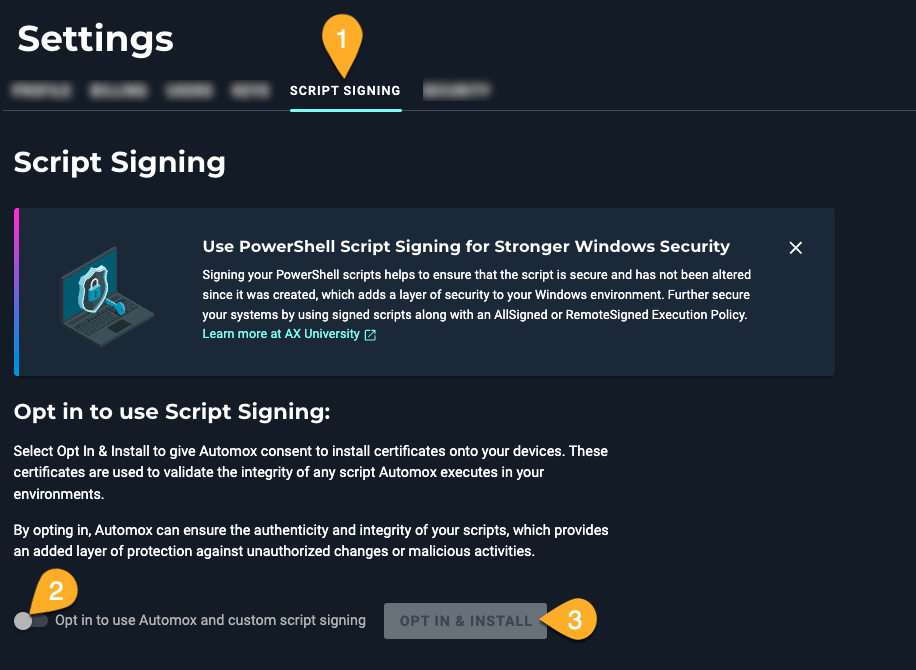 Settings
1
SCRIPT SIGNING
Script Signing
Use PowerShell Script Signing for Stronger Windows Security
Signing your PowerShell scripts helps to ensure that the script is secure and has not been altered
since it was created, which adds a layer of security to your Windows environment. Further secure
your systems by using signed scripts along with an AllSigned or RemoteSigned Execution Policy.
Learn more at AX University
Opt in to use Script Signing:
Select Opt In & Install to give Automox consent to install certificates onto your devices. These
certificates are used to validate the integrity of any script Automox executes in your
environments.
By opting in, Automox can ensure the authenticity and integrity of your scripts, which provides
an added layer of protection against unauthorized changes or malicious activities.
2
Opt in to use Automox and custom script signing
OPT IN & INSTALL
3